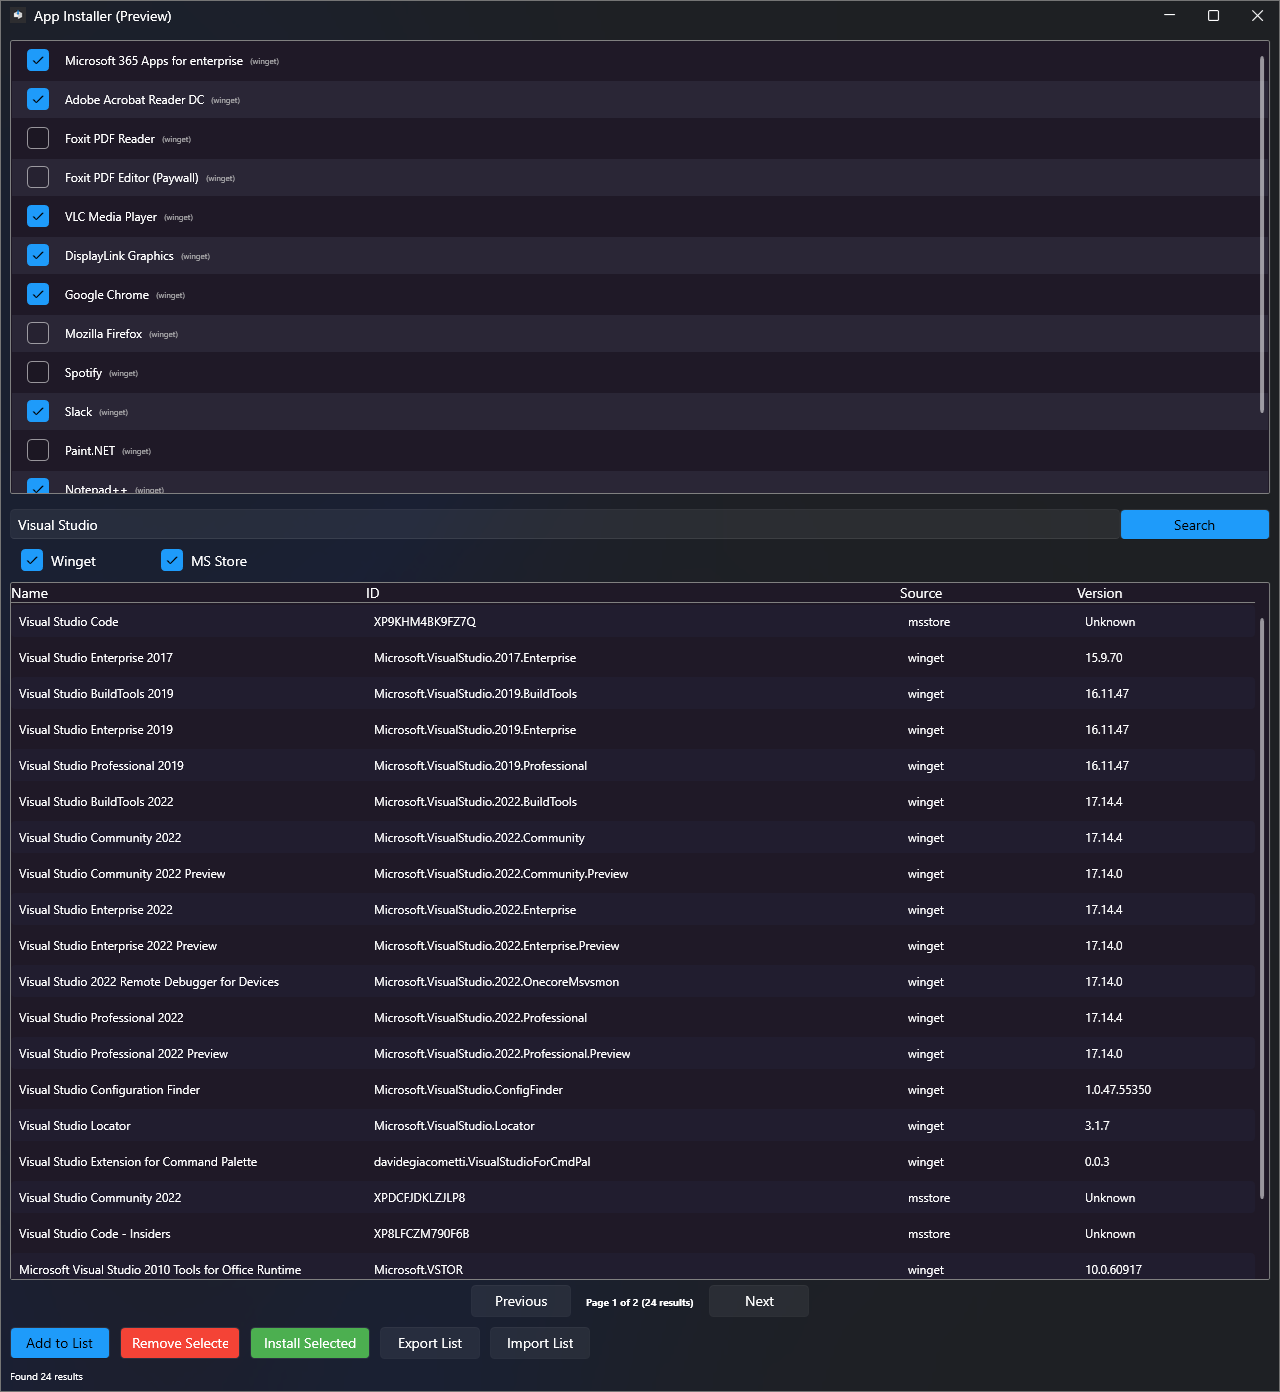 App Installer (Preview)
Microsoft 365 Apps for enterprise (winget)
Adobe Acrobat Reader DC (winget)
Foxit PDF Reader (winget)
Foxit PDF Editor (Paywall) (winget)
VLC Media Player (winget)
DisplayLink Graphics (winget)
Google Chrome (winget)
Mozilla Firefox (winget)
Spotify (winget)
Slack (winget)
Paint.NET (winget)
Notepad++ (winget)
Visual Studio Search
Winget MS Store
Name ID Source Version
Visual Studio Code XP9KHM4BK9FZ7Q msstore Unknown
Visual Studio Enterprise 2017 Microsoft.VisualStudio.2017.Enterprise winget 15.9.70
Visual Studio BuildTools 2019 Microsoft.VisualStudio.2019.BuildTools winget 16.11.47
Visual Studio Enterprise 2019 Microsoft.VisualStudio.2019.Enterprise winget 16.11.47
Visual Studio Professional 2019 Microsoft.VisualStudio.2019.Professional winget 16.11.47
Visual Studio BuildTools 2022 Microsoft.VisualStudio.2022.BuildTools winget 17.14.4
Visual Studio Community 2022 Microsoft.VisualStudio.2022.Community winget 17.14.4
Visual Studio Community 2022 Preview Microsoft.VisualStudio.2022.Community.Preview winget 17.14.0
Visual Studio Enterprise 2022 Microsoft.VisualStudio.2022.Enterprise winget 17.14.4
Visual Studio Enterprise 2022 Preview Microsoft.VisualStudio.2022.Enterprise.Preview winget 17.14.0
Visual Studio 2022 Remote Debugger for Devices Microsoft.VisualStudio.2022.OnecoreMsvsmon winget 17.14.0
Visual Studio Professional 2022 Microsoft.VisualStudio.2022.Professional winget 17.14.4
Visual Studio Professional 2022 Preview Microsoft.VisualStudio.2022.Professional.Preview winget 17.14.0
Visual Studio Configuration Finder Microsoft.VisualStudio.ConfigFinder winget 1.0.47.55350
Visual Studio Locator Microsoft.VisualStudio.Locator winget 3.1.7
Visual Studio Extension for Command Palette davidegiacometti.VisualStudioForCmdPal winget 0.0.3
Visual Studio Community 2022 XPDCFJDKLZJLP8 msstore Unknown
Visual Studio Code - Insiders XP8LFCZM790F6B msstore Unknown
Microsoft Visual Studio 2010 Tools for Office Runtime Microsoft.VSTOR winget 10.0.60917
Previous Page 1 of 2 (24 results) Next
Add to List Remove Selecte Install Selected Export List Import List
Found 24 results